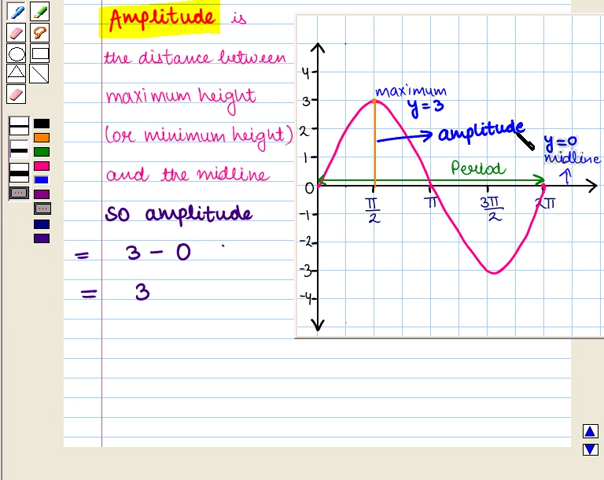 Amplitude is
the distance between
maximum height
(or minimum height)
and the midline
so amplitude
= 3 - 0
= 3
maximum
y=3
amplitude
y=0
midline
Period
4
3
2
1
0
-1
-2
-3
-4
π/2
π
3π/2
2π